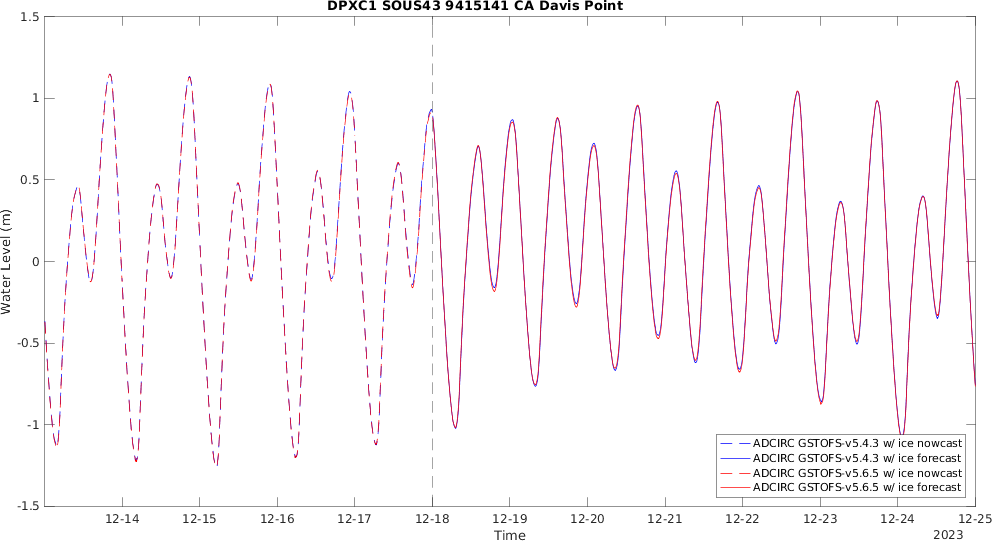 DPXC1 SOUS43 9415141 CA Davis Point
1.5
1
0.5
0
-0.5
-1
-1.5
Water Level (m)
12-14 12-15 12-16 12-17 12-18 12-19 12-20 12-21 12-22 12-23 12-24 12-25
Time
2023
ADCIRC GSTOFS-v5.4.3 w/ ice nowcast
ADCIRC GSTOFS-v5.4.3 w/ ice forecast
ADCIRC GSTOFS-v5.6.5 w/ ice nowcast
ADCIRC GSTOFS-v5.6.5 w/ ice forecast